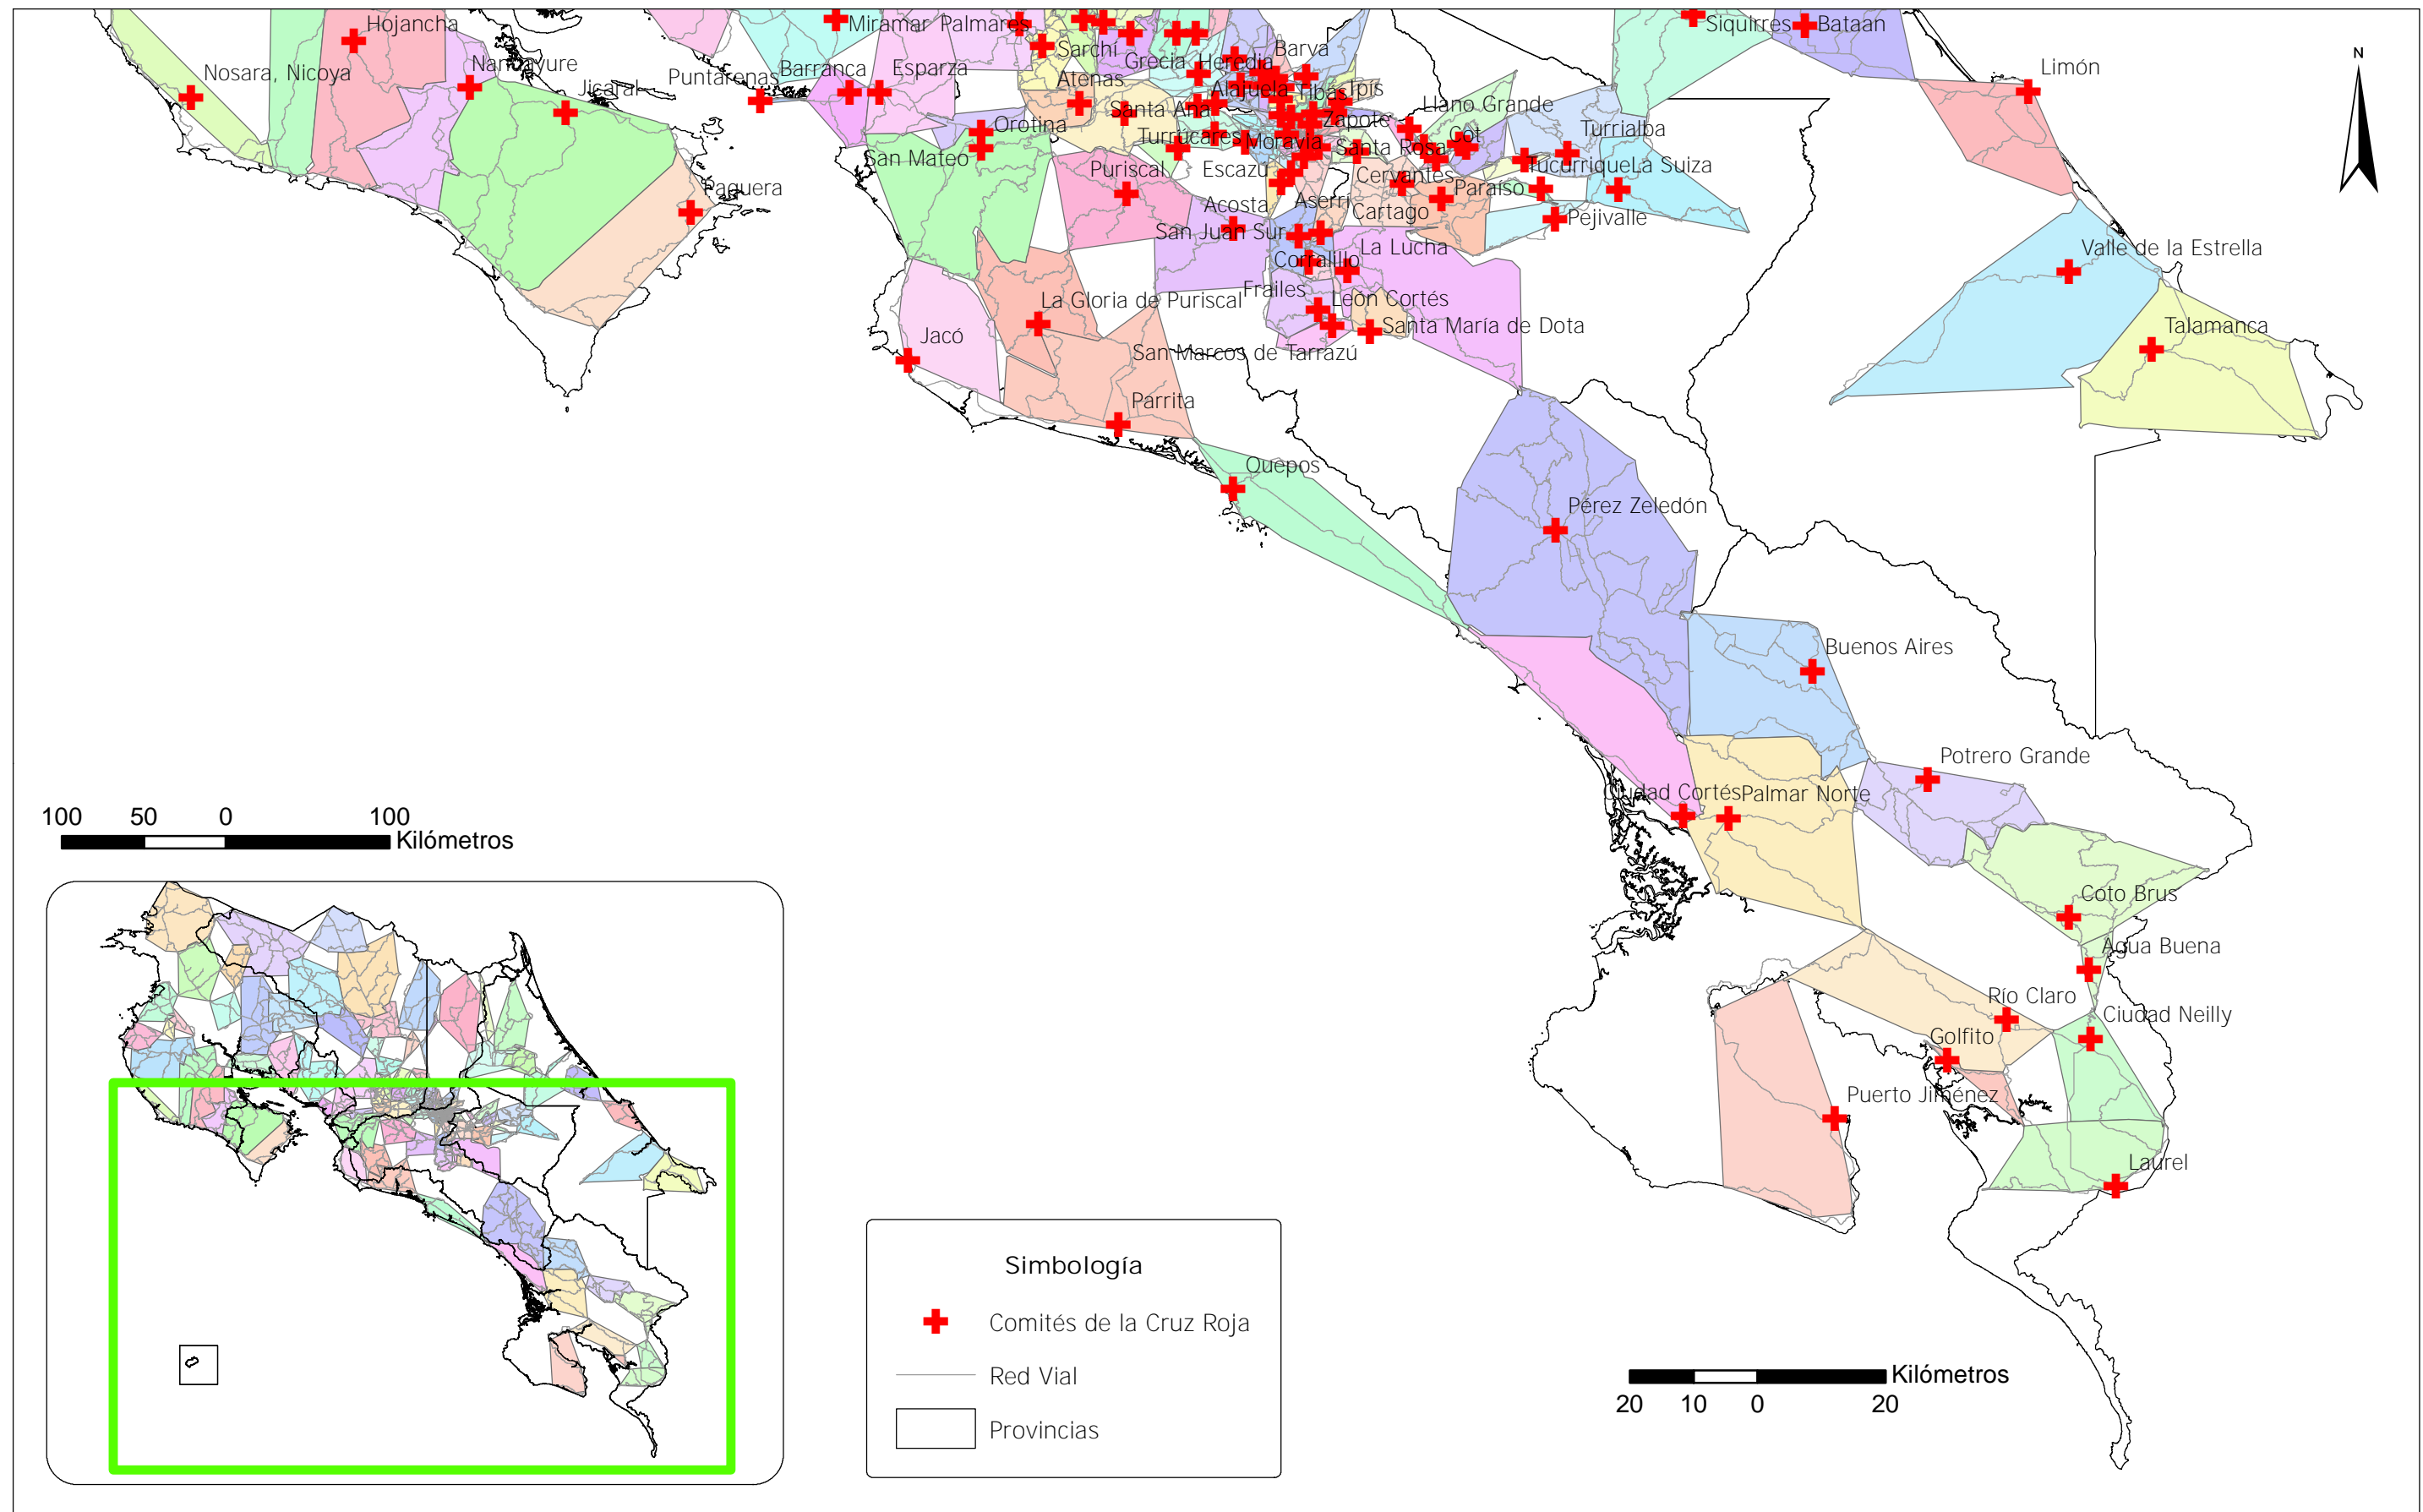 Hojancha
Miramar
Palmares
Siquirres
Bataan
N
Nosara, Nicoya
Nandayure
Jicaral
Puntarenas
Barranca
Esparza
Sarchí
Grecia
Heredia
Barva
Limón
Atenas
Alajuela
Tibás
Ipís
Santa Ana
Zapote
Llano Grande
Orotina
Turrúcares
Moravia
Santa Rosa
Cot
Turrialba
San Mateo
Puriscal
Escazú
Cervantes
Tucurrique
La Suiza
Paquera
Acosta
Aserrí
Cartago
Paraíso
Pejivalle
San Juan Sur
La Lucha
Valle de la Estrella
Corralillo
Frailes
León Cortés
La Gloria de Puriscal
Santa María de Dota
Talamanca
Jacó
San Marcos de Tarrazú
Parrita
Quepos
Pérez Zeledón
Buenos Aires
Potrero Grande
Ciudad Cortés
Palmar Norte
100 50 0 100
Kilómetros
Coto Brus
Agua Buena
Río Claro
Ciudad Neilly
Golfito
Puerto Jiménez
Laurel
Simbología
Comités de la Cruz Roja
Red Vial
Provincias
Kilómetros
20 10 0 20